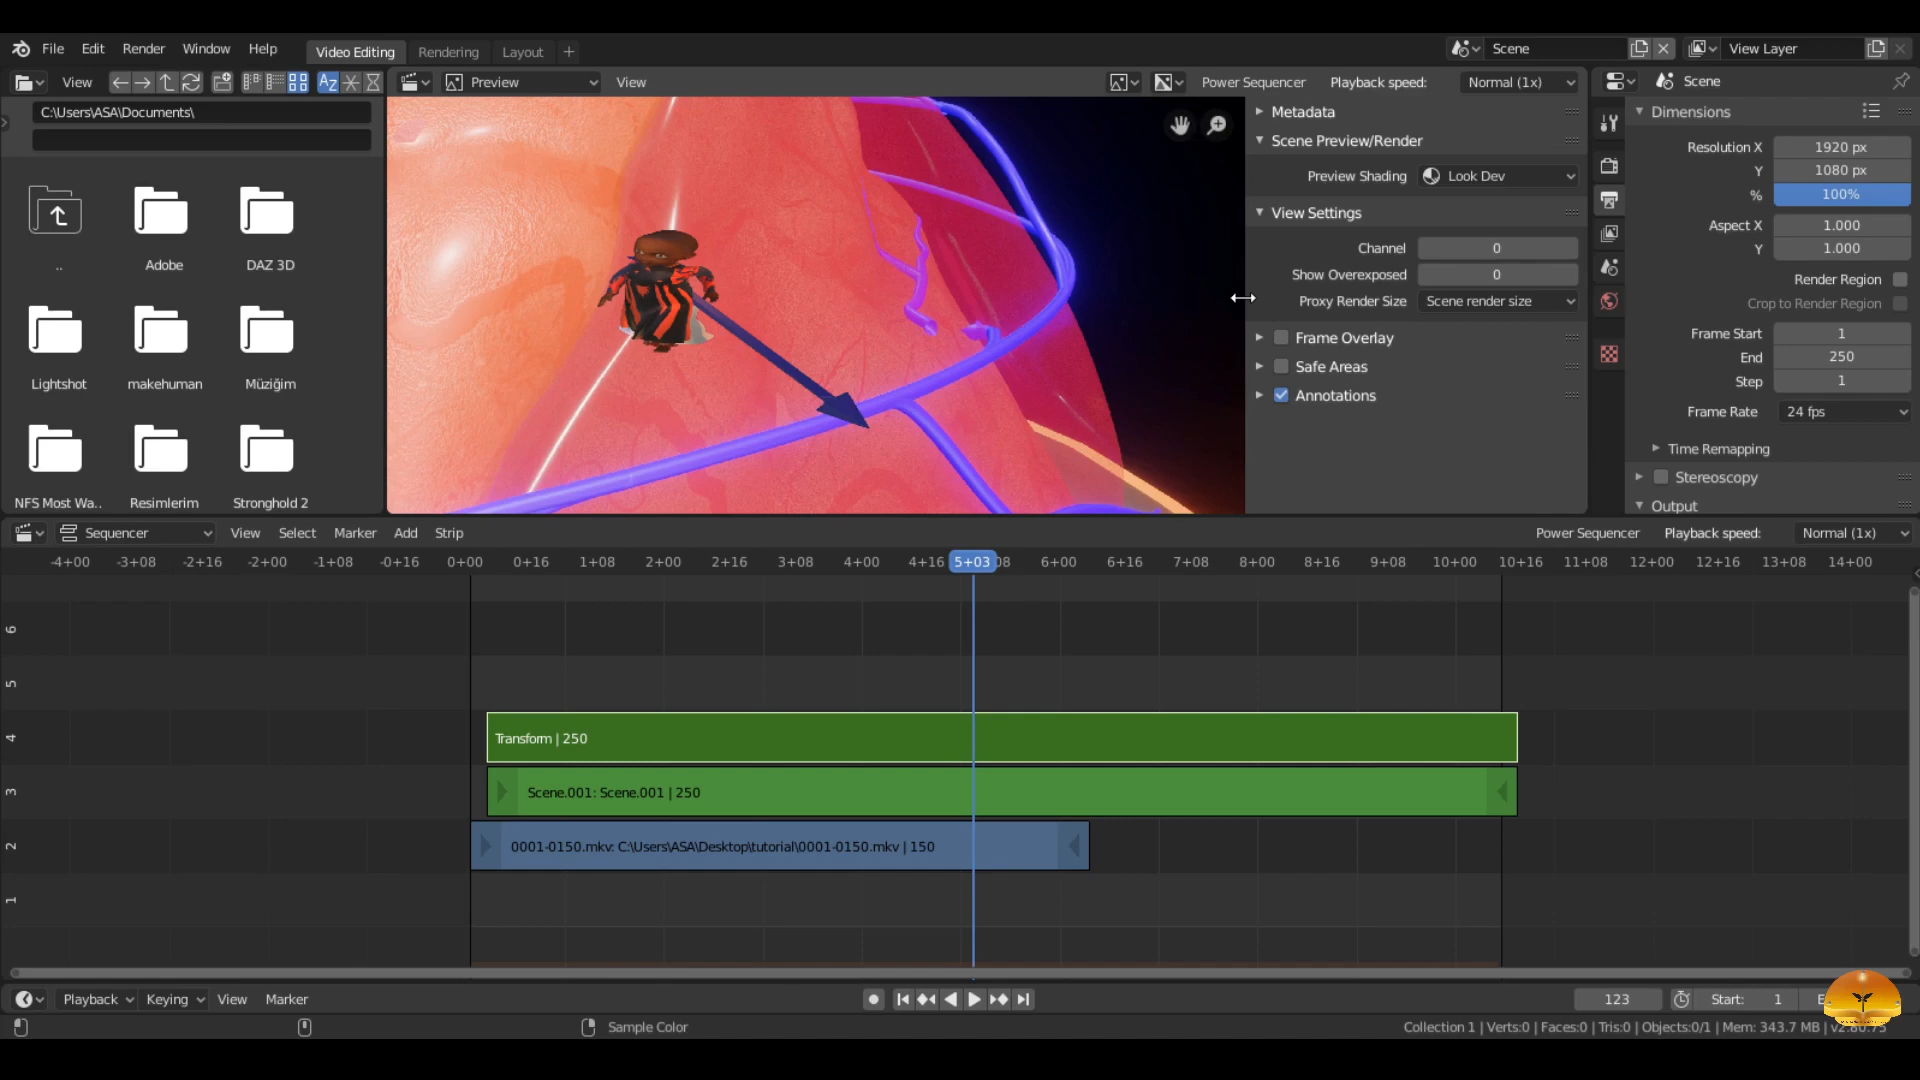 File Edit Render Window Help Video Editing Rendering Layout + Scene View Layer
View Preview View Power Sequencer Playback speed: Normal (1x) Scene
C:\Users\ASA\Documents\
..
Adobe
DAZ 3D
Lightshot
makehuman
Müziğim
NFS Most Wa..
Resimlerim
Stronghold 2
Metadata
Scene Preview/Render
Preview Shading Look Dev
View Settings
Channel 0
Show Overexposed 0
Proxy Render Size Scene render size
Frame Overlay
Safe Areas
Annotations
Dimensions
Resolution X 1920 px
Y 1080 px
% 100%
Aspect X 1.000
Y 1.000
Render Region
Crop to Render Region
Frame Start 1
End 250
Step 1
Frame Rate 24 fps
Time Remapping
Stereoscopy
Output
Sequencer View Select Marker Add Strip Power Sequencer Playback speed: Normal (1x)
-4+00 -3+08 -2+16 -2+00 -1+08 -0+16 0+00 0+16 1+08 2+00 2+16 3+08 4+00 4+16 5+03 08 6+00 6+16 7+08 8+00 8+16 9+08 10+00 10+16 11+08 12+00 12+16 13+08 14+00
6
5
4 Transform | 250
3 Scene.001: Scene.001 | 250
2 0001-0150.mkv: C:\Users\ASA\Desktop\tutorial\0001-0150.mkv | 150
1
Playback Keying View Marker 123 Start: 1 E
Sample Color Collection 1 | Verts:0 | Faces:0 | Tris:0 | Objects:0/1 | Mem: 343.7 MB | v2.80.75